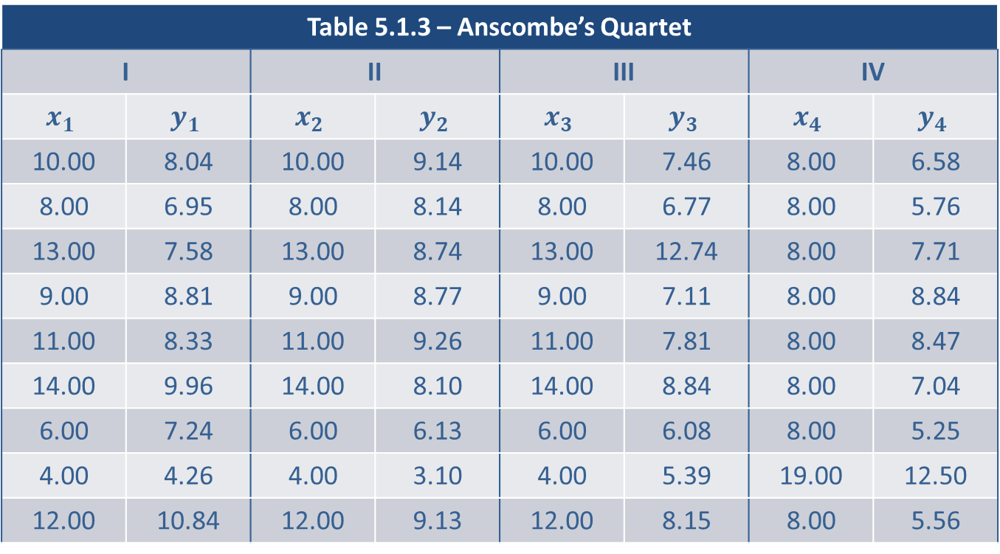 Table 5.1.3 – Anscombe’s Quartet
I II III IV
x₁ y₁ x₂ y₂ x₃ y₃ x₄ y₄
10.00 8.04 10.00 9.14 10.00 7.46 8.00 6.58
8.00 6.95 8.00 8.14 8.00 6.77 8.00 5.76
13.00 7.58 13.00 8.74 13.00 12.74 8.00 7.71
9.00 8.81 9.00 8.77 9.00 7.11 8.00 8.84
11.00 8.33 11.00 9.26 11.00 7.81 8.00 8.47
14.00 9.96 14.00 8.10 14.00 8.84 8.00 7.04
6.00 7.24 6.00 6.13 6.00 6.08 8.00 5.25
4.00 4.26 4.00 3.10 4.00 5.39 19.00 12.50
12.00 10.84 12.00 9.13 12.00 8.15 8.00 5.56